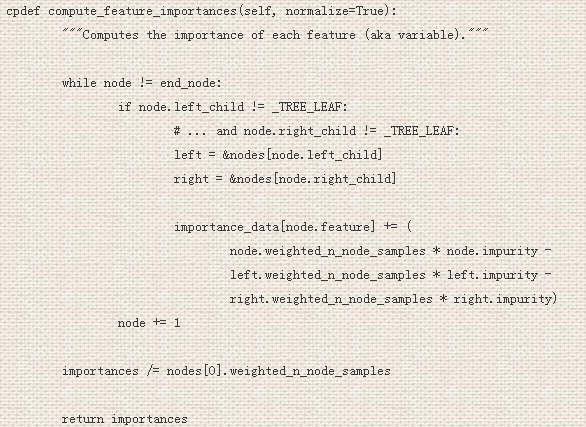 cpdef compute_feature_importances(self, normalize=True):
"""Computes the importance of each feature (aka variable)."""
while node != end_node:
if node.left_child != _TREE_LEAF:
# ... and node.right_child != _TREE_LEAF:
left = &nodes[node.left_child]
right = &nodes[node.right_child]
importance_data[node.feature] += (
node.weighted_n_node_samples * node.impurity -
left.weighted_n_node_samples * left.impurity -
right.weighted_n_node_samples * right.impurity)
node += 1
importances /= nodes[0].weighted_n_node_samples
return importances